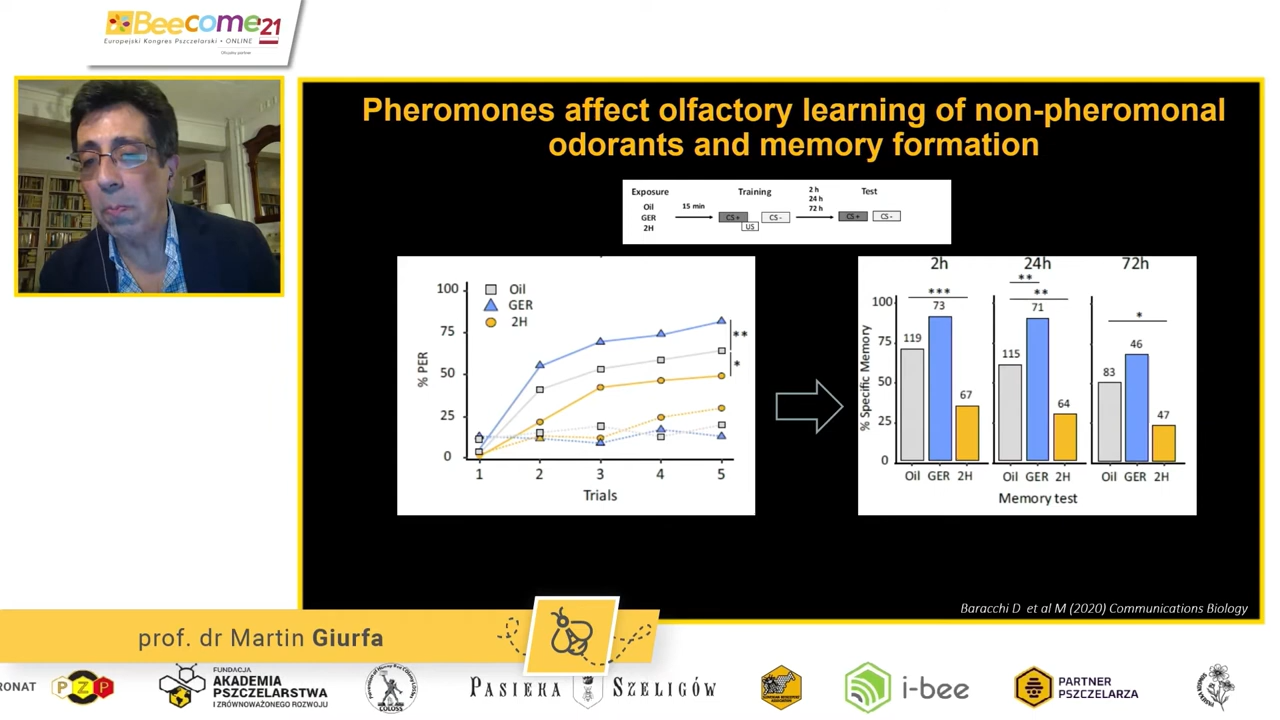 Beecome'21
Europejski Kongres Pszczelarski • ONLINE
Pheromones affect olfactory learning of non-pheromonal
odorants and memory formation
Exposure
Oil
GER
2H
15 min
Training
CS +
US
CS -
2 h
24 h
72 h
Test
CS +
CS -
% PER
100
75
50
25
0
Oil
GER
2H
**
*
1 2 3 4 5
Trials
2h 24h 72h
% Specific Memory
100
75
50
25
0
***
119 73 67
**
**
115 71 64
*
83 46 47
Oil GER 2H Oil GER 2H Oil GER 2H
Memory test
Baracchi D et al M (2020) Communications Biology
prof. dr Martin Giurfa
RONAT
PZP
FUNDACJA
AKADEMIA
PSZCZELARSTWA
I ZRÓWNOWAŻONEGO ROZWOJU
COLOSS
PASIEKA SZELIGÓW
i-bee
PARTNER
PSZCZELARZA